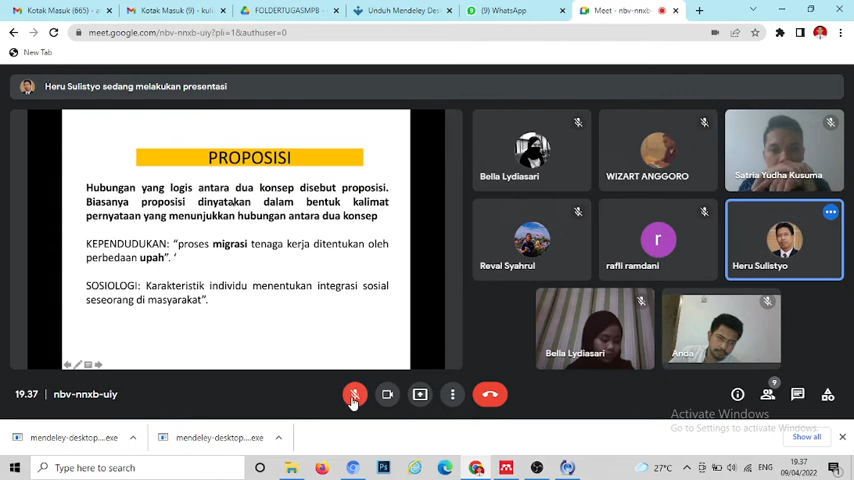 Kotak Masuk (665) - a
Kotak Masuk (9) - kuli
FOLDERTUGASMPB -
Unduh Mendeley De
(9) WhatsApp
Meet - nbv-nnxb-
meet.google.com/nbv-nnxb-uiy?pli=1&authuser=0
New Tab
Heru Sulistyo sedang melakukan presentasi
PROPOSISI
Hubungan yang logis antara dua konsep disebut proposisi.
Biasanya proposisi dinyatakan dalam bentuk kalimat
pernyataan yang menunjukkan hubungan antara dua konsep
KEPENDUDUKAN: “proses migrasi tenaga kerja ditentukan oleh
perbedaan upah”. ‘
SOSIOLOGI: Karakteristik individu menentukan integrasi sosial
seseorang di masyarakat”.
Bella Lydiasari
WIZART ANGGORO
Satria Yudha Kusuma
Reval Syahrul
r
rafli ramdani
Heru Sulistyo
Bella Lydiasari
Anda
19.37
nbv-nnxb-uiy
9
Activate Windows
Go to Settings to activate Windows.
mendeley-desktop....exe
mendeley-desktop....exe
Show all
Type here to search
Ps
27°C
ENG
19.37
09/04/2022